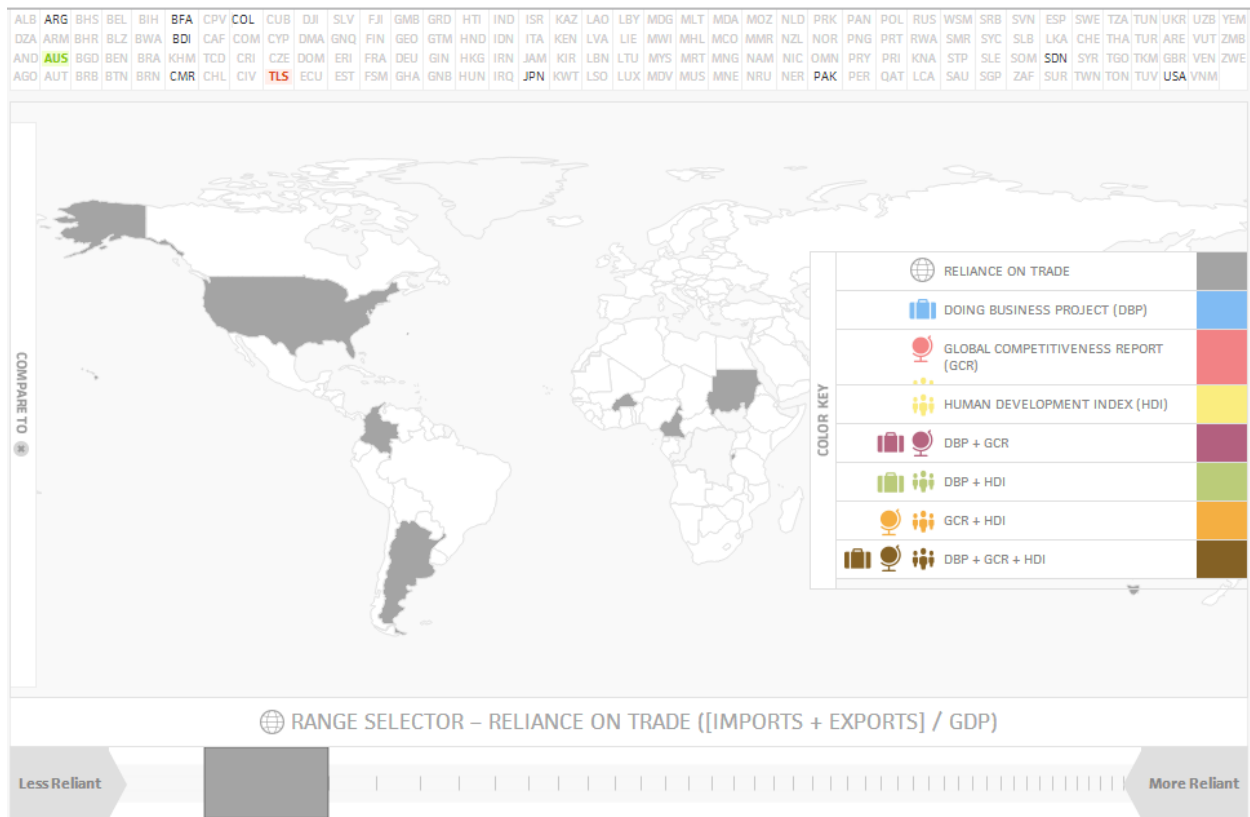 ALB ARG BHS BEL BIH BFA CPV COL CUB DJI SLV FJI GMB GRD HTI IND ISR KAZ LAO LBY MDG MLT MDA MOZ NLD PRK PAN POL RUS WSM SRB SVN ESP SWE TZA TUN UKR UZB YEM
DZA ARM BHR BLZ BWA BDI CAF COM CYP DMA GNQ FIN GEO GTM HND IDN ITA KEN LVA LIE MWI MHL MCO MMR NZL NOR PNG PRT RWA SMR SYC SLB LKA CHE THA TUR ARE VUT ZMB
AND AUS BGD BEN BRA KHM TCD CRI CZE DOM ERI FRA DEU GIN HKG IRN JAM KIR LBN LTU MYS MRT MNG NAM NIC OMN PRY PRI KNA STP SLE SOM SDN SYR TGO TKM GBR VEN ZWE
AGO AUT BRB BTN BRN CMR CHL CIV TLS ECU EST FSM GHA GNB HUN IRQ JPN KWT LSO LUX MDV MUS MNE NRU NER PAK PER QAT LCA SAU SGP ZAF SUR TWN TON TUV USA VNM
COMPARE TO
COLOR KEY
RELIANCE ON TRADE
DOING BUSINESS PROJECT (DBP)
GLOBAL COMPETITIVENESS REPORT
(GCR)
HUMAN DEVELOPMENT INDEX (HDI)
DBP + GCR
DBP + HDI
GCR + HDI
DBP + GCR + HDI
RANGE SELECTOR – RELIANCE ON TRADE ([IMPORTS + EXPORTS] / GDP)
Less Reliant
More Reliant